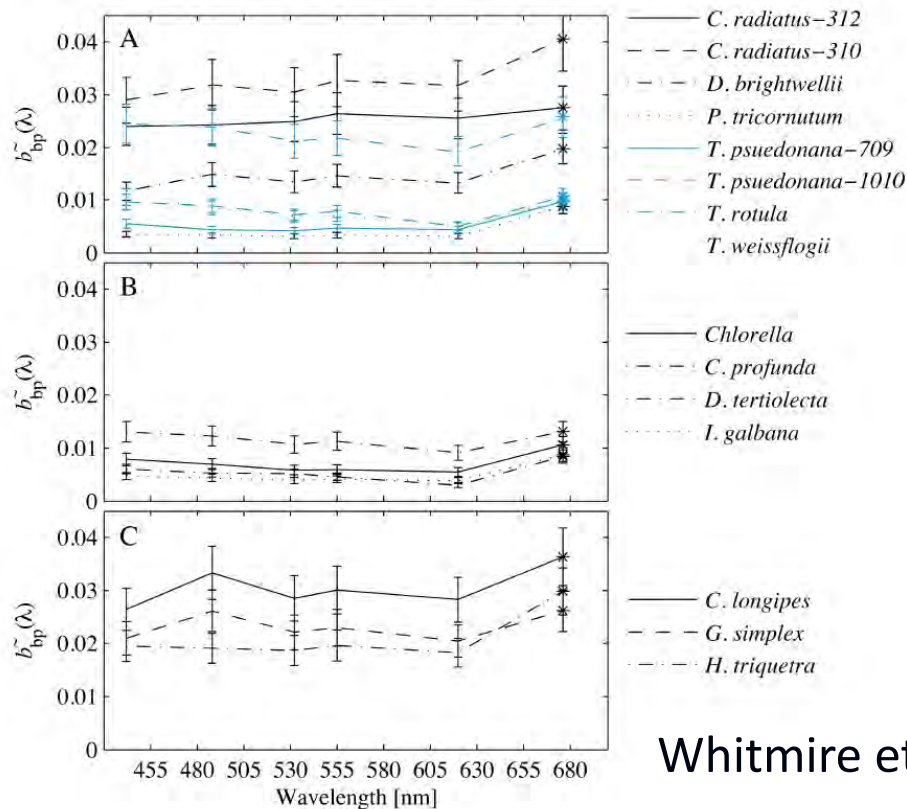 A
0.04
0.03
0.02
0.01
0
b̃bp(λ)
C. radiatus−312
C. radiatus−310
D. brightwellii
P. tricornutum
T. psuedonana−709
T. psuedonana−1010
T. rotula
T. weissflogii
B
0.04
0.03
0.02
0.01
0
b̃bp(λ)
Chlorella
C. profunda
D. tertiolecta
I. galbana
C
0.04
0.03
0.02
0.01
0
b̃bp(λ)
C. longipes
G. simplex
H. triquetra
455 480 505 530 555 580 605 630 655 680
Wavelength [nm]
Whitmire et